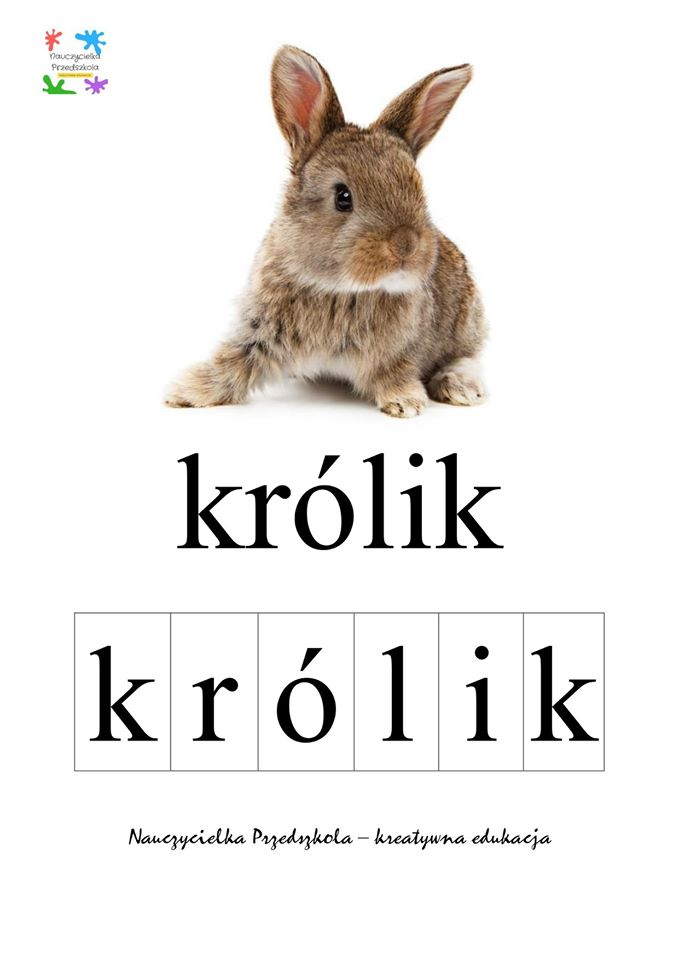 Nauczycielka
Przedszkola
królik
k r ó l i k
Nauczycielka Przedszkola – kreatywna edukacja